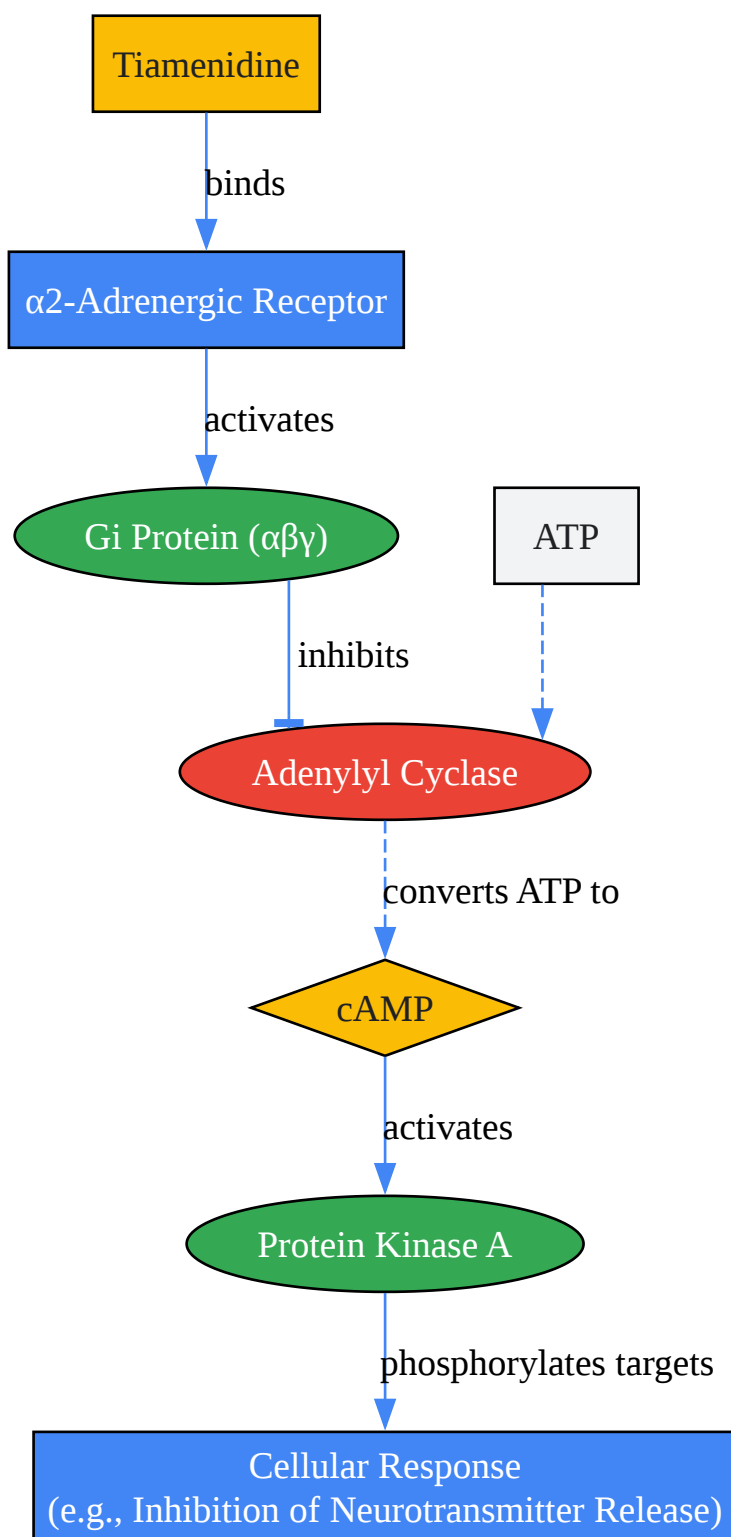 Tiamenidine
binds
α2-Adrenergic Receptor
activates
Gi Protein (αβγ)
ATP
inhibits
Adenylyl Cyclase
converts ATP to
cAMP
activates
Protein Kinase A
phosphorylates targets
Cellular Response
(e.g., Inhibition of Neurotransmitter Release)